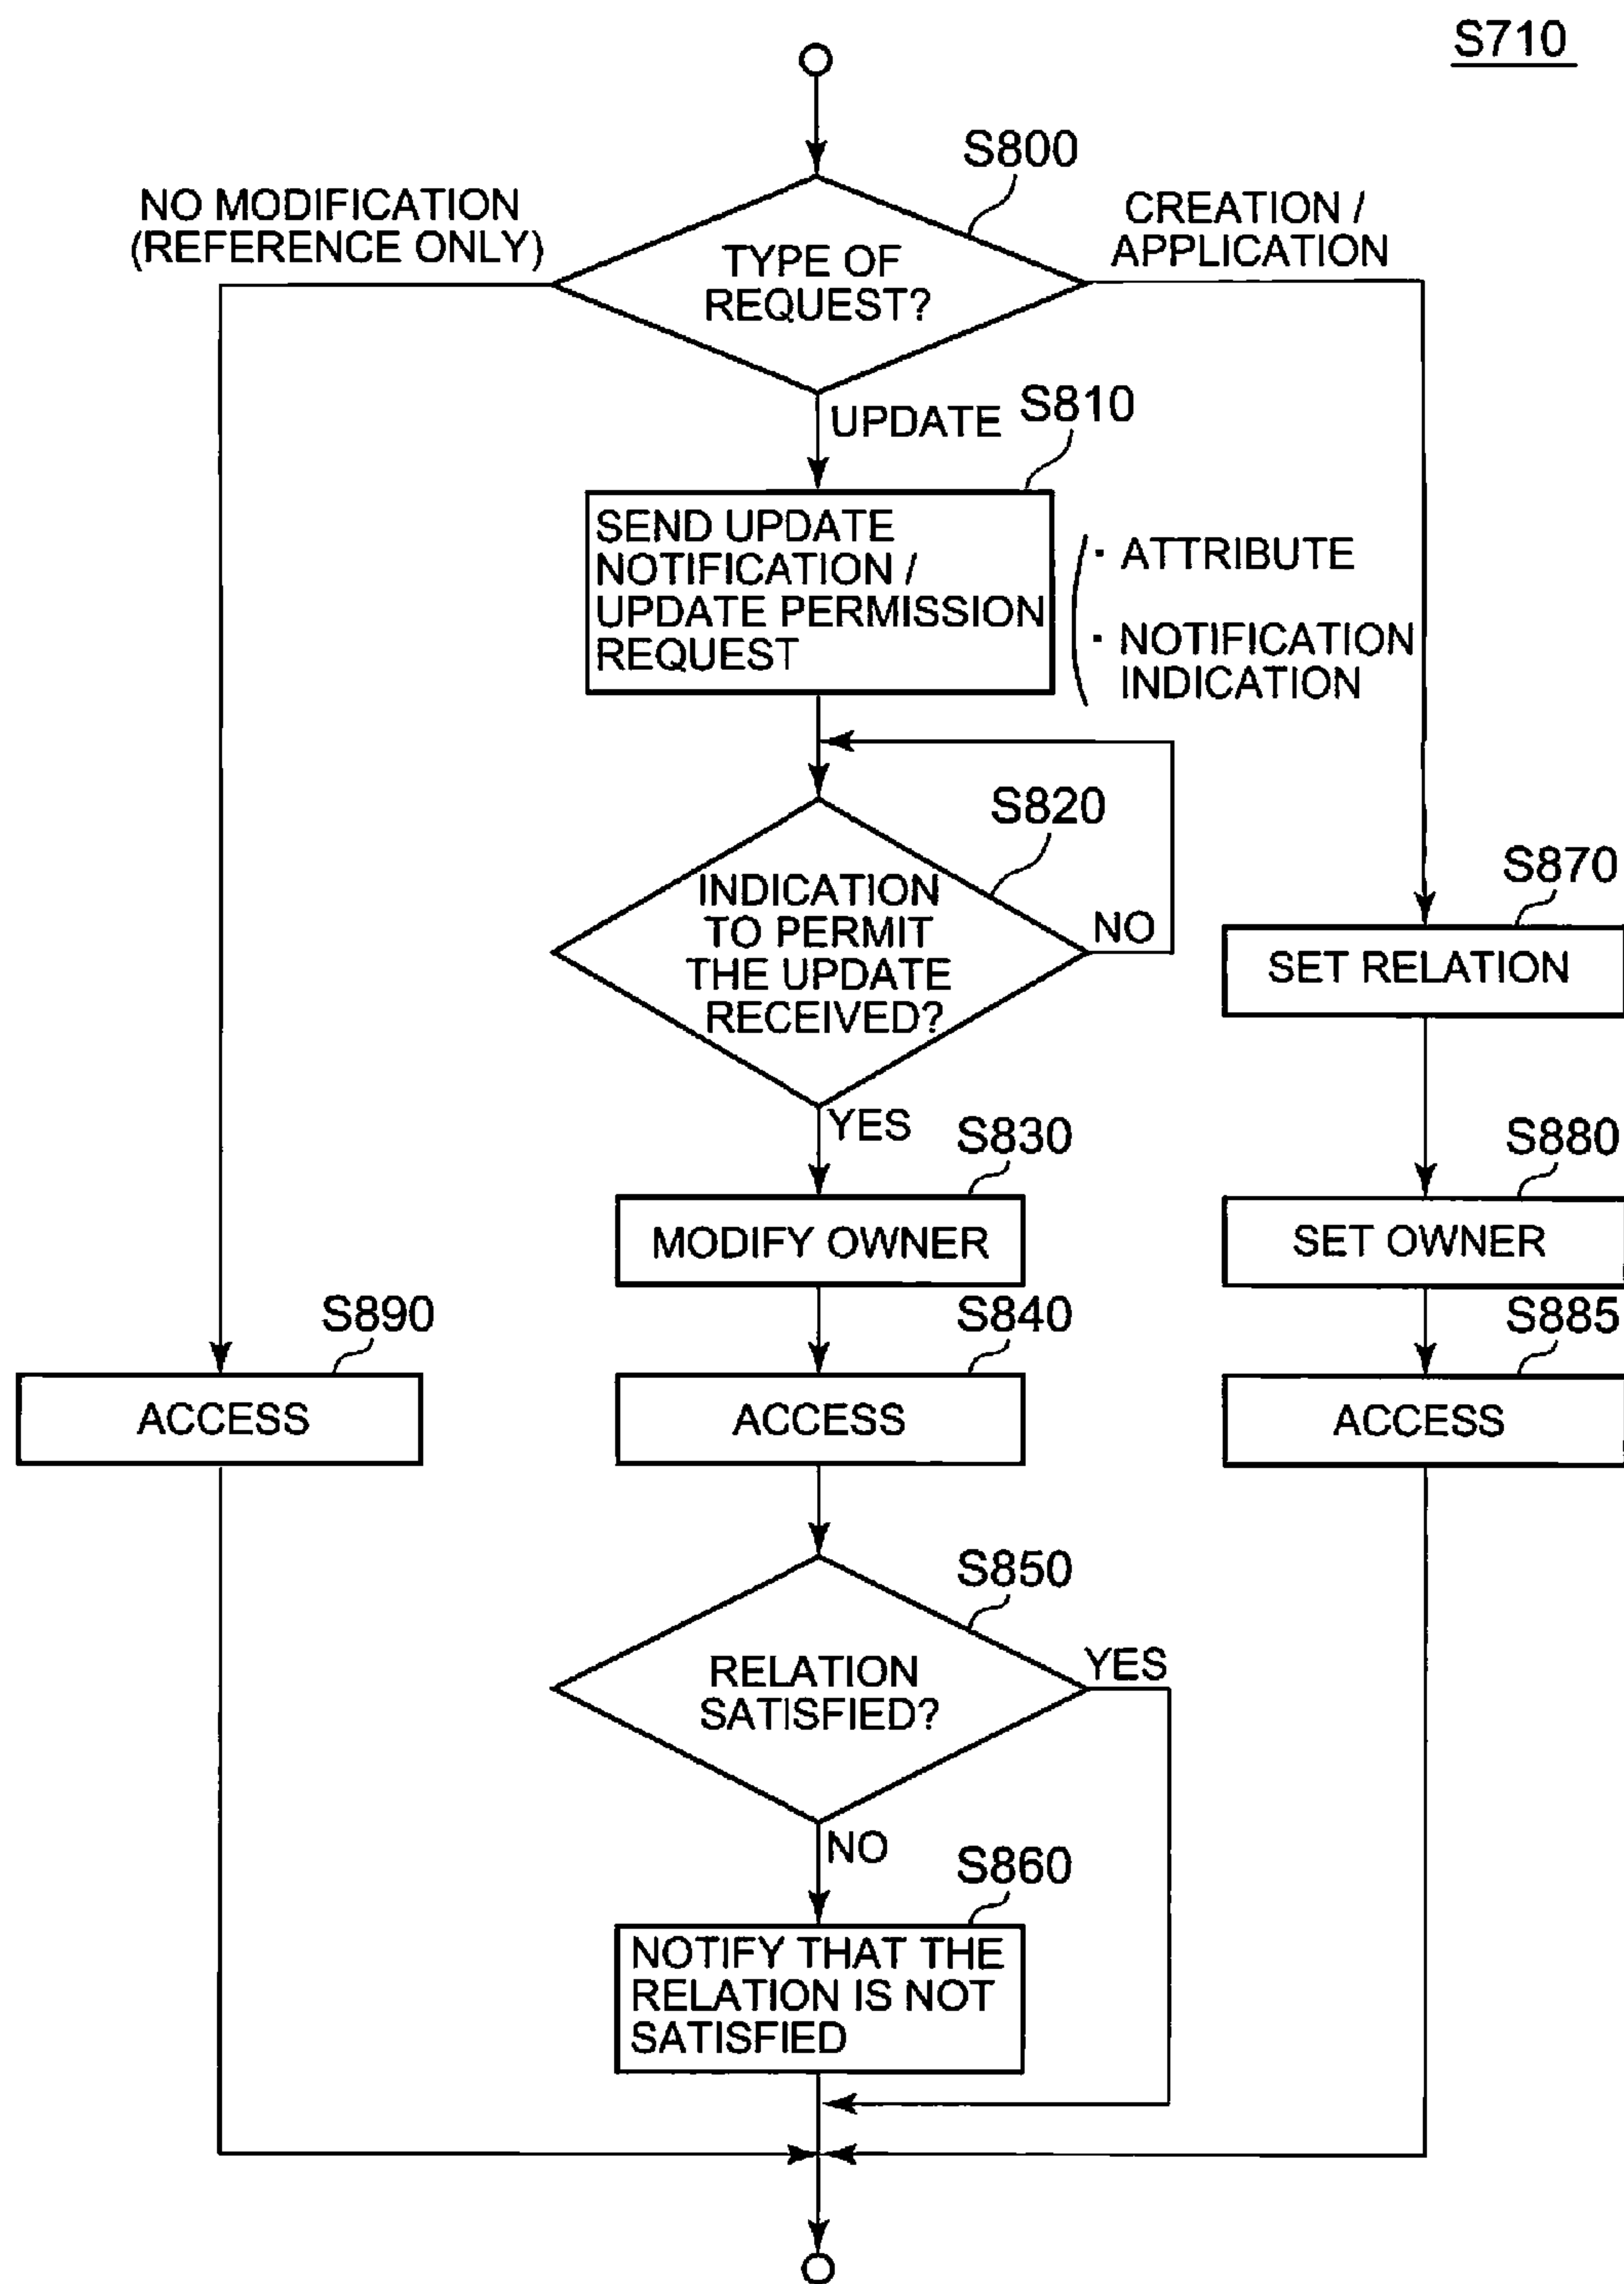 S710
S800
NO MODIFICATION
(REFERENCE ONLY)
CREATION /
APPLICATION
TYPE OF
REQUEST?
UPDATE
S810
SEND UPDATE
NOTIFICATION /
UPDATE PERMISSION
REQUEST
· ATTRIBUTE
· NOTIFICATION
INDICATION
S820
INDICATION
TO PERMIT
THE UPDATE
RECEIVED?
NO
YES
S870
SET RELATION
S830
MODIFY OWNER
S880
SET OWNER
S890
ACCESS
S840
ACCESS
S885
ACCESS
S850
RELATION
SATISFIED?
YES
NO
S860
NOTIFY THAT THE
RELATION IS NOT
SATISFIED